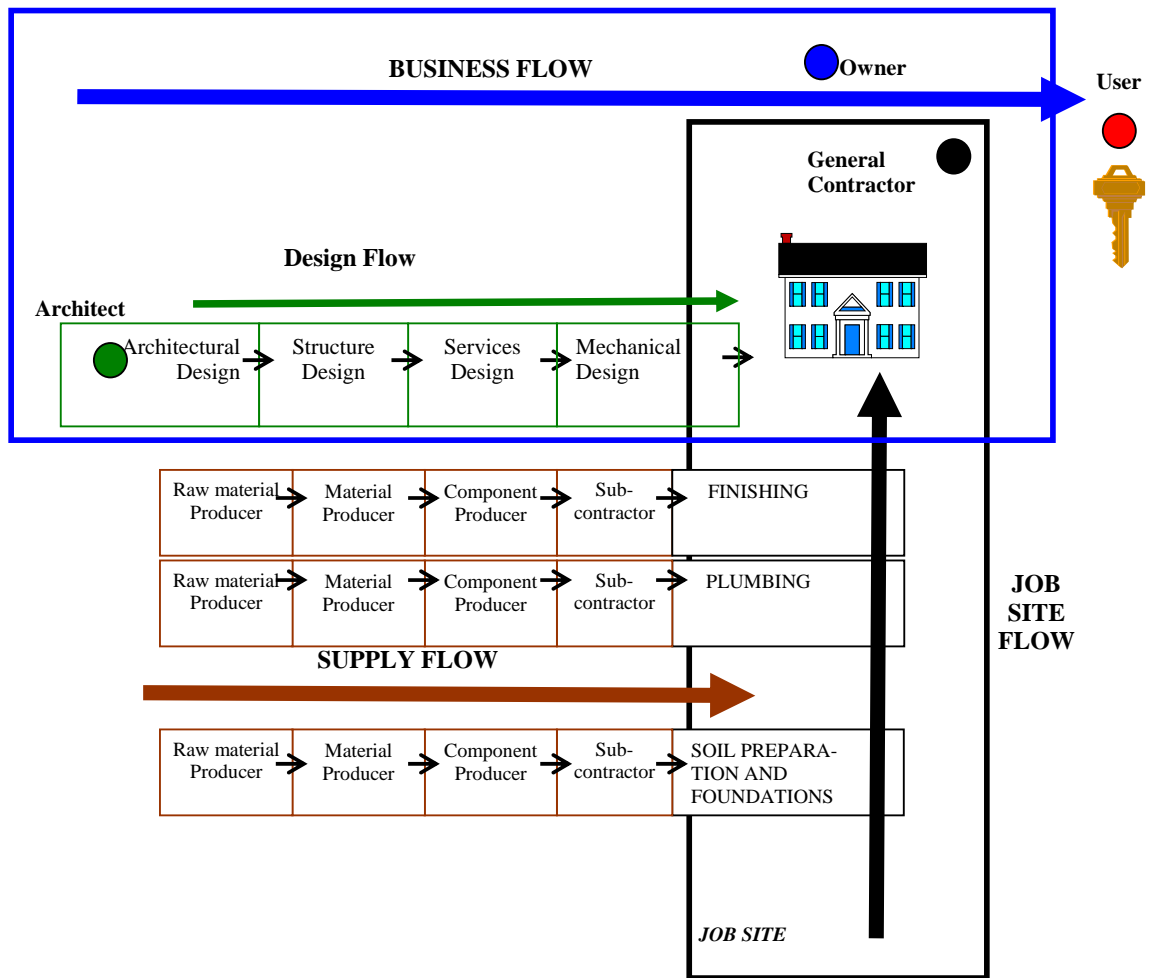 BUSINESS FLOW
Owner
User
General
Contractor
Design Flow
Architect
Architectural
Design
Structure
Design
Services
Design
Mechanical
Design
Raw material
Producer
Material
Producer
Component
Producer
Sub-
contractor
FINISHING
Raw material
Producer
Material
Producer
Component
Producer
Sub-
contractor
PLUMBING
JOB
SITE
FLOW
SUPPLY FLOW
Raw material
Producer
Material
Producer
Component
Producer
Sub-
contractor
SOIL PREPARA-
TION AND
FOUNDATIONS
JOB SITE